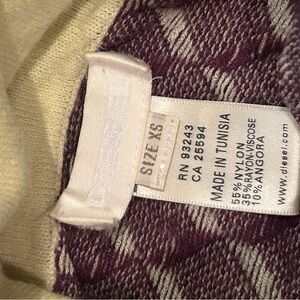 DIESEL
SIZE XS
RN 93243
CA 25594
MADE IN TUNISIA
55% NYLON
35% RAYON-VISCOSE
10% ANGORA
www.diesel.com